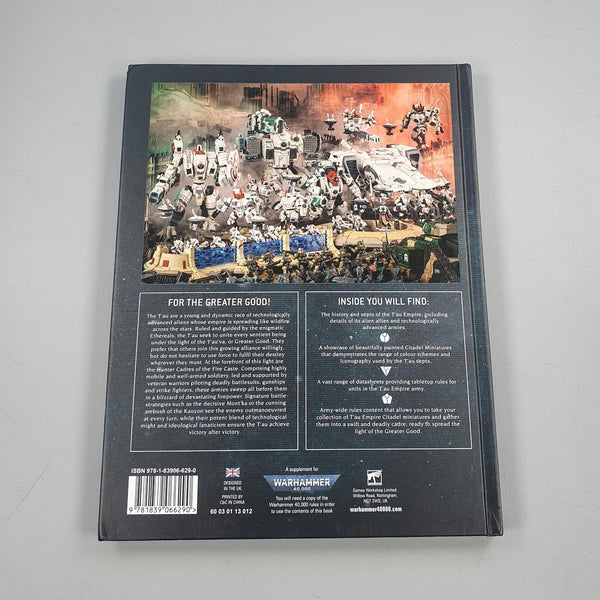 FOR THE GREATER GOOD!
The T'au are a young and dynamic race of technologically
advanced aliens whose empire is spreading like wildfire
across the stars. Ruled and guided by the enigmatic
Ethereals, the T'au seek to unite every sentient being
under the light of the T'au'va, or Greater Good. They
prefer that others join this growing alliance willingly,
but do not hesitate to use force to fulfil their destiny
wherever they must. At the forefront of this fight are
the Hunter Cadres of the Fire Caste. Comprising highly
mobile and well-armed soldiery, led and supported by
veteran warriors piloting deadly battlesuits, gunships
and strike fighters, these armies sweep all before them
in a blizzard of devastating firepower. Signature battle-
strategies such as the decisive Mont'ka or the cunning
ambush of the Kauyon see the enemy outmanoeuvred
at every turn, while their potent blend of technological
might and ideological fanaticism ensure the T'au achieve
victory after victory.
INSIDE YOU WILL FIND:
The history and septs of the T'au Empire, including
details of its alien allies and technologically
advanced armies.
A showcase of beautifully painted Citadel Miniatures
that demonstrates the range of colour schemes and
iconography used by the T'au septs.
A vast range of datasheets providing tabletop rules for
units in the T'au Empire army.
Army-wide rules content that allows you to take your
collection of T'au Empire Citadel miniatures and gather
them into a swift and deadly cadre, ready to spread the
light of the Greater Good.
ISBN 978-1-83906-629-0
9 781839 066290 >
DESIGNED
IN THE UK
PRINTED BY
C&C IN CHINA
60 03 01 13 012
A supplement for
WARHAMMER
40,000
You will need a copy of the
Warhammer 40,000 rules in order
to use the contents of this book
WARHAMMER
Games Workshop Limited,
Willow Road, Nottingham,
NG7 2WS, UK
warhammer40000.com